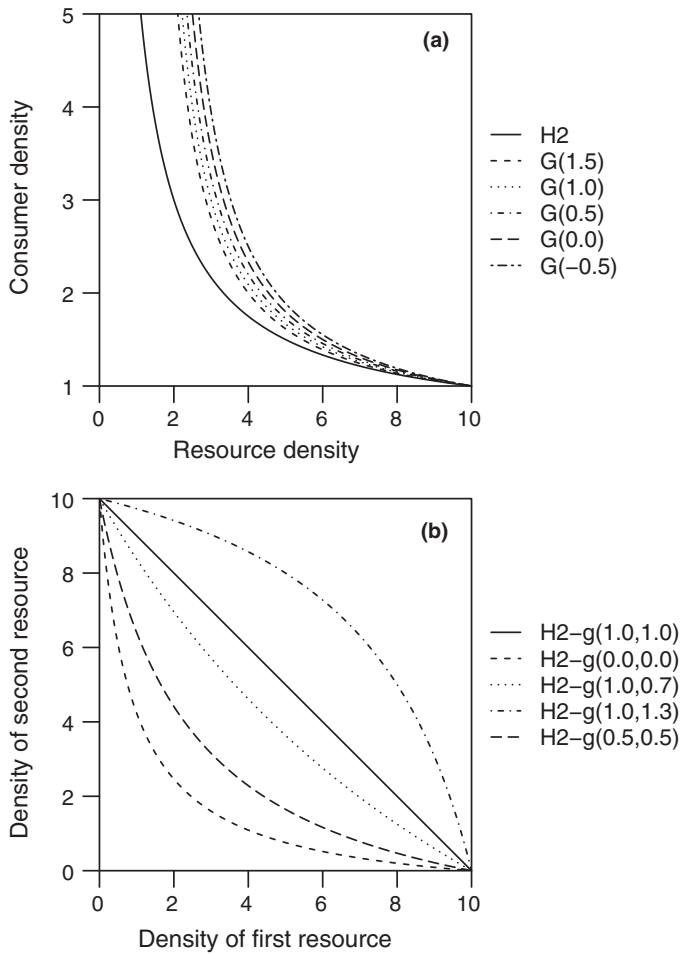 (a)
5
4
3
2
1
Consumer density
0 2 4 6 8 10
Resource density
H2
G(1.5)
G(1.0)
G(0.5)
G(0.0)
G(−0.5)
(b)
10
8
6
4
2
0
Density of second resource
0 2 4 6 8 10
Density of first resource
H2−g(1.0,1.0)
H2−g(0.0,0.0)
H2−g(1.0,0.7)
H2−g(1.0,1.3)
H2−g(0.5,0.5)